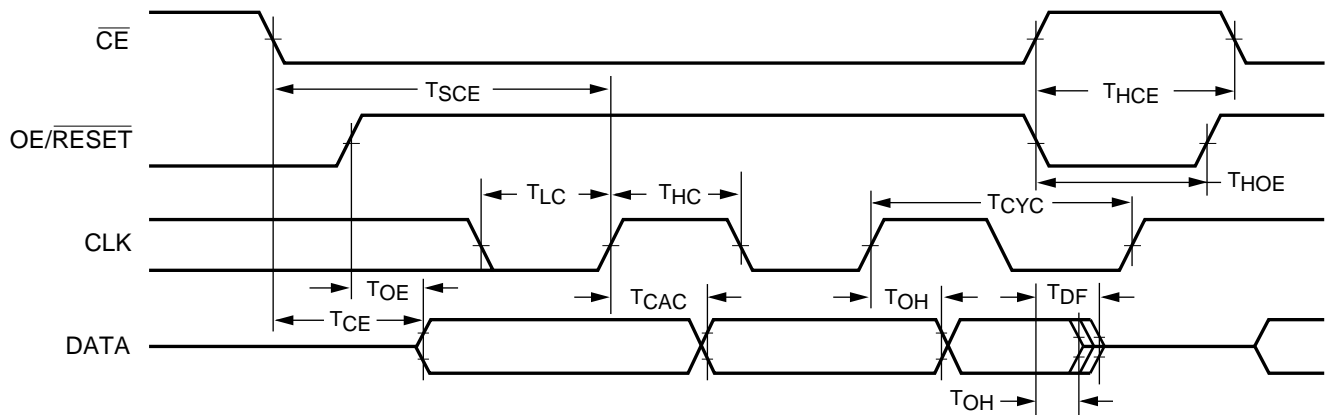 CE
TSCE
THCE
OE/RESET
TLC
THC
TCYC
THOE
CLK
TOE
TCAC
TOH
TDF
TCE
DATA
TOH